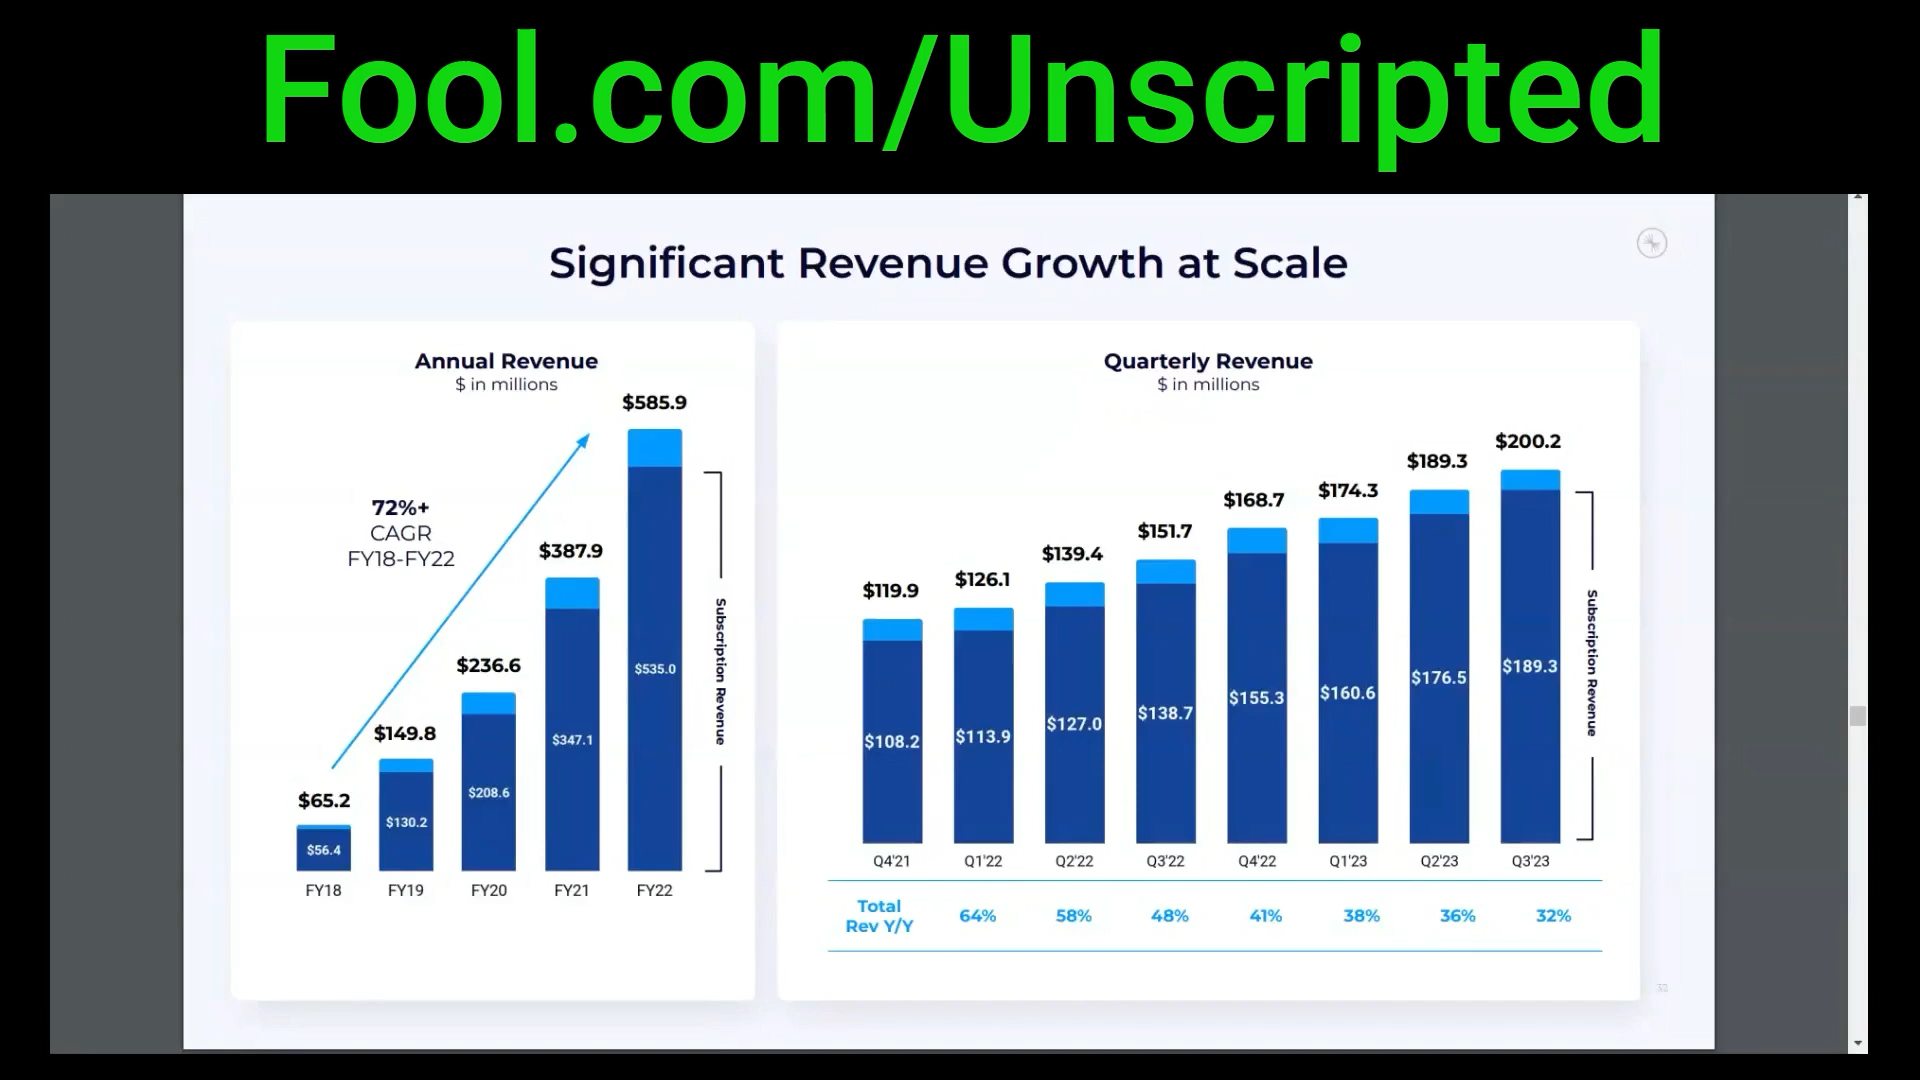 Fool.com/Unscripted
Significant Revenue Growth at Scale
Annual Revenue
$ in millions
$585.9
72%+
CAGR
FY18-FY22
$387.9
$236.6
$149.8
$65.2
$56.4
$130.2
$208.6
$347.1
$535.0
Subscription Revenue
FY18
FY19
FY20
FY21
FY22
Quarterly Revenue
$ in millions
$119.9
$126.1
$139.4
$151.7
$168.7
$174.3
$189.3
$200.2
$108.2
$113.9
$127.0
$138.7
$155.3
$160.6
$176.5
$189.3
Subscription Revenue
Q4'21
Q1'22
Q2'22
Q3'22
Q4'22
Q1'23
Q2'23
Q3'23
Total
Rev Y/Y
64%
58%
48%
41%
38%
36%
32%
32